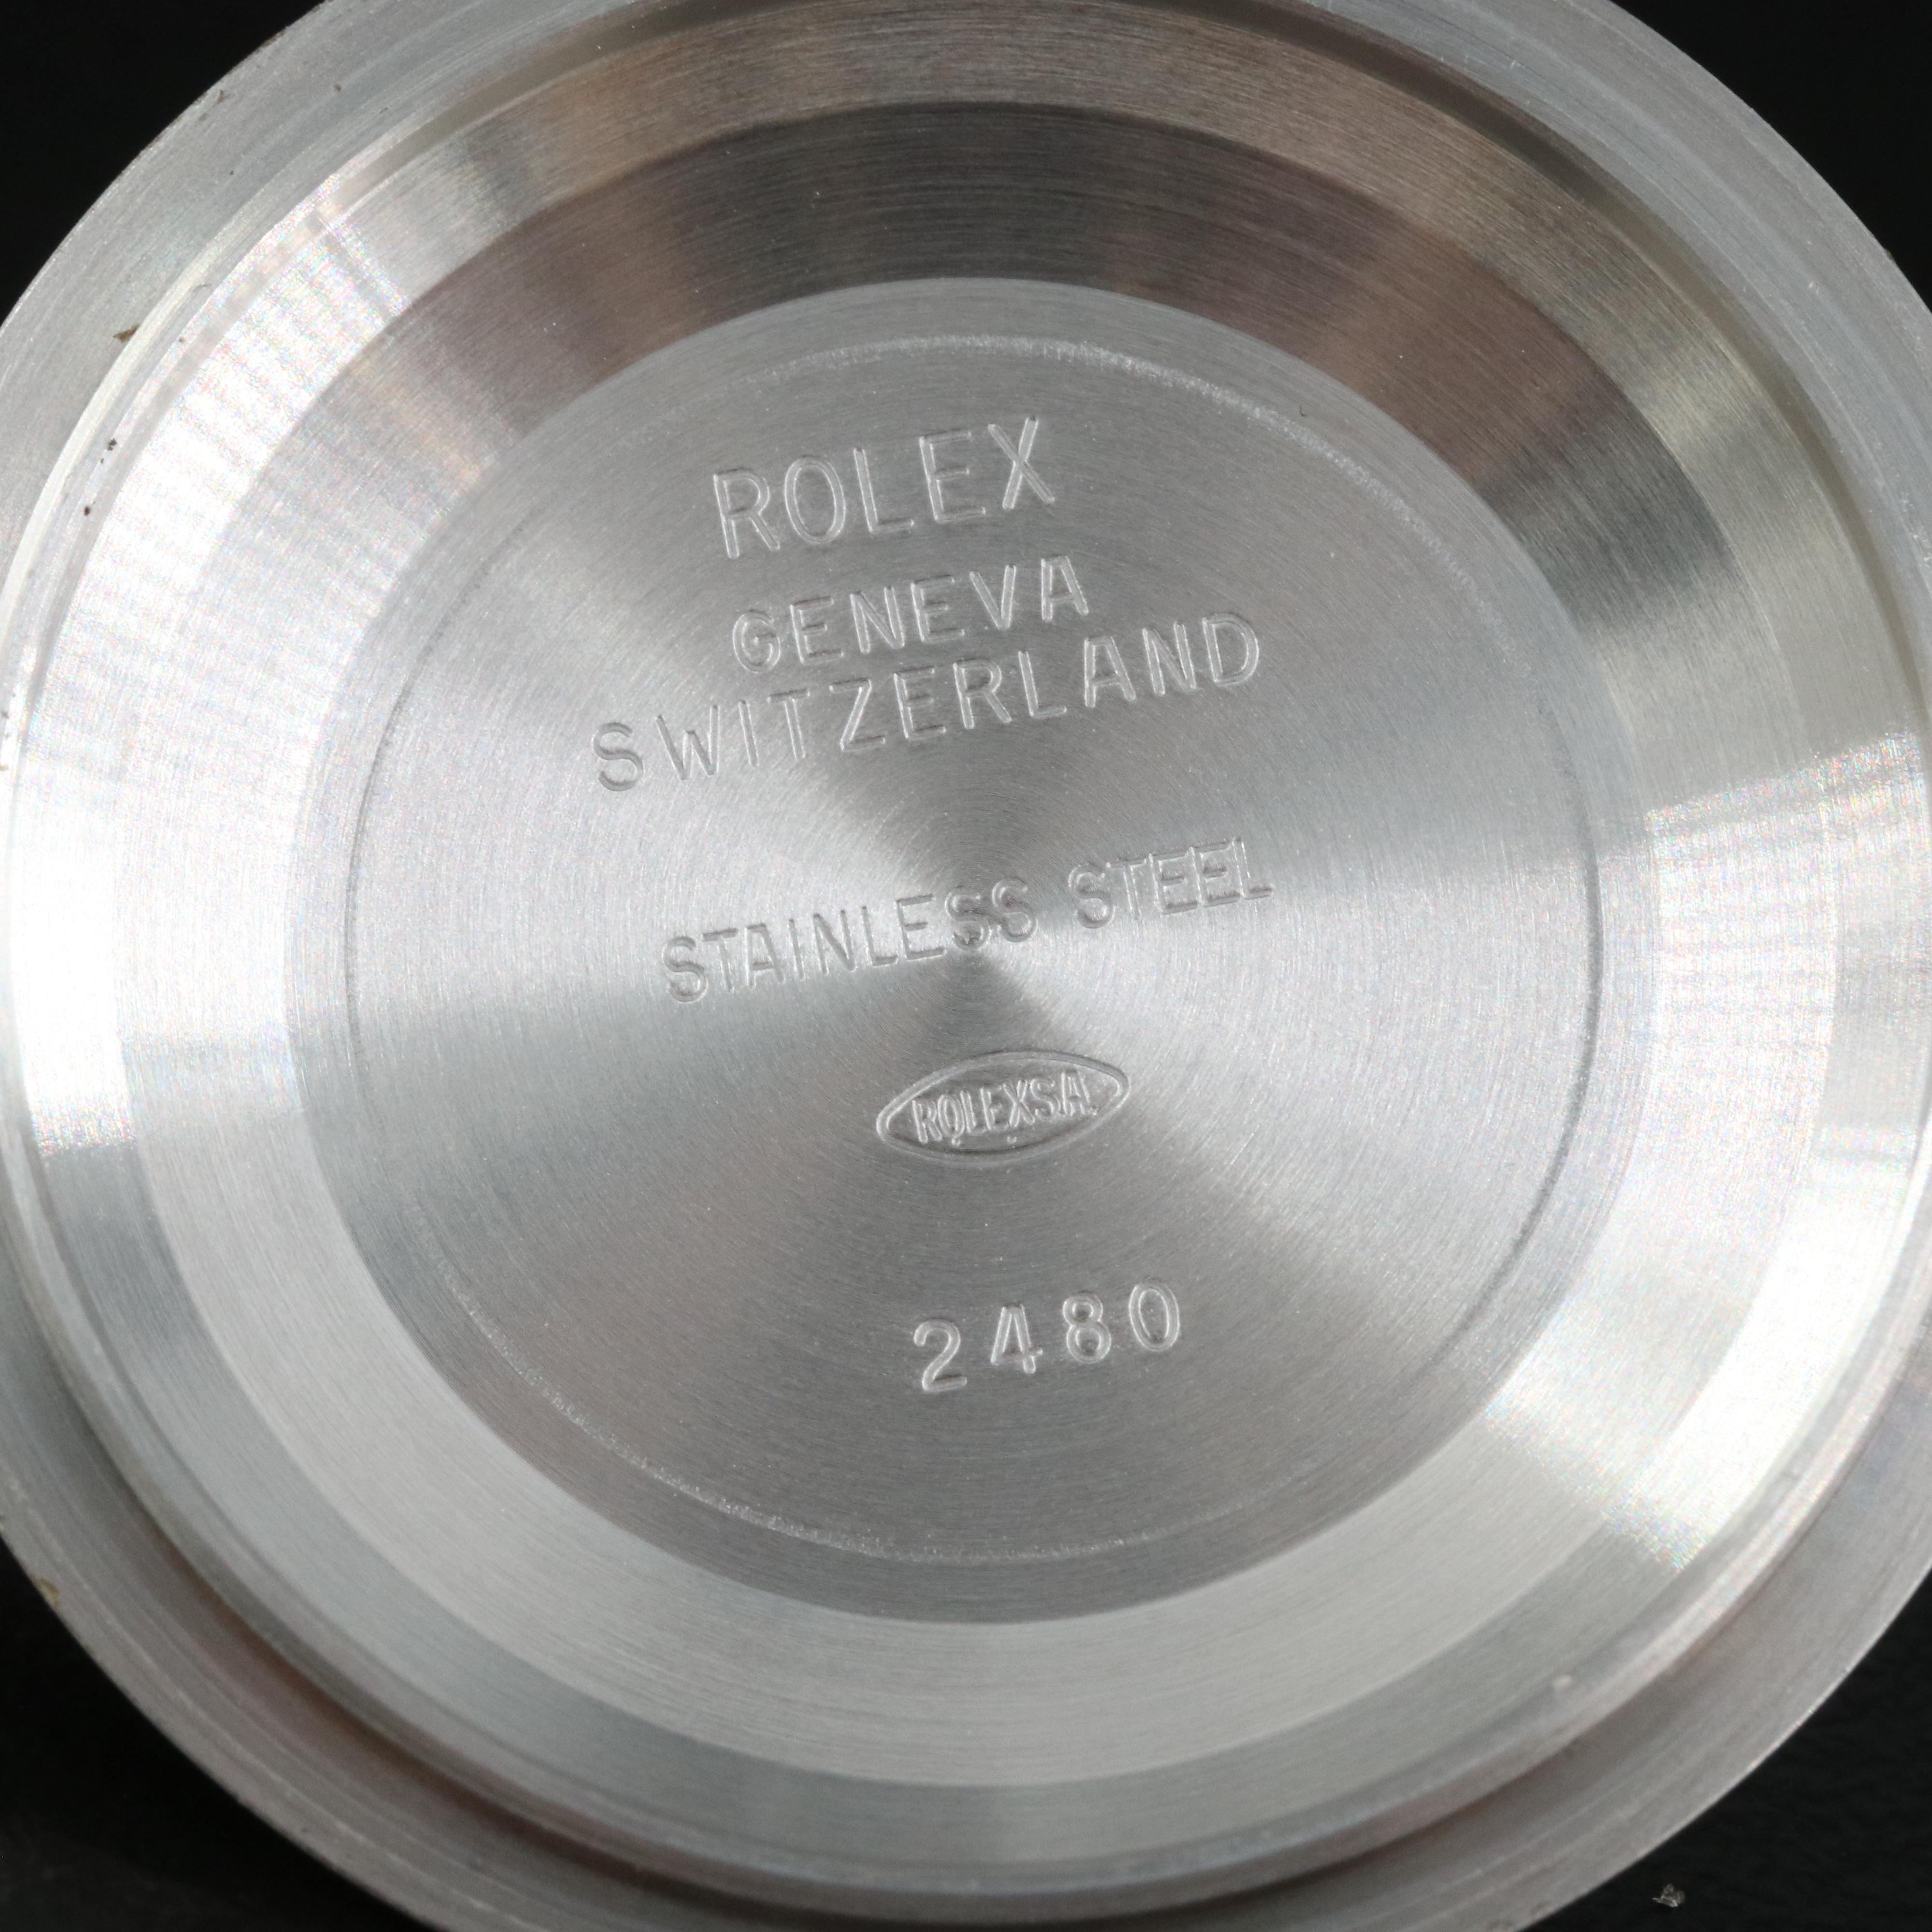 ROLEX
GENEVA
SWITZERLAND
STAINLESS STEEL
ROLEXSA
2480